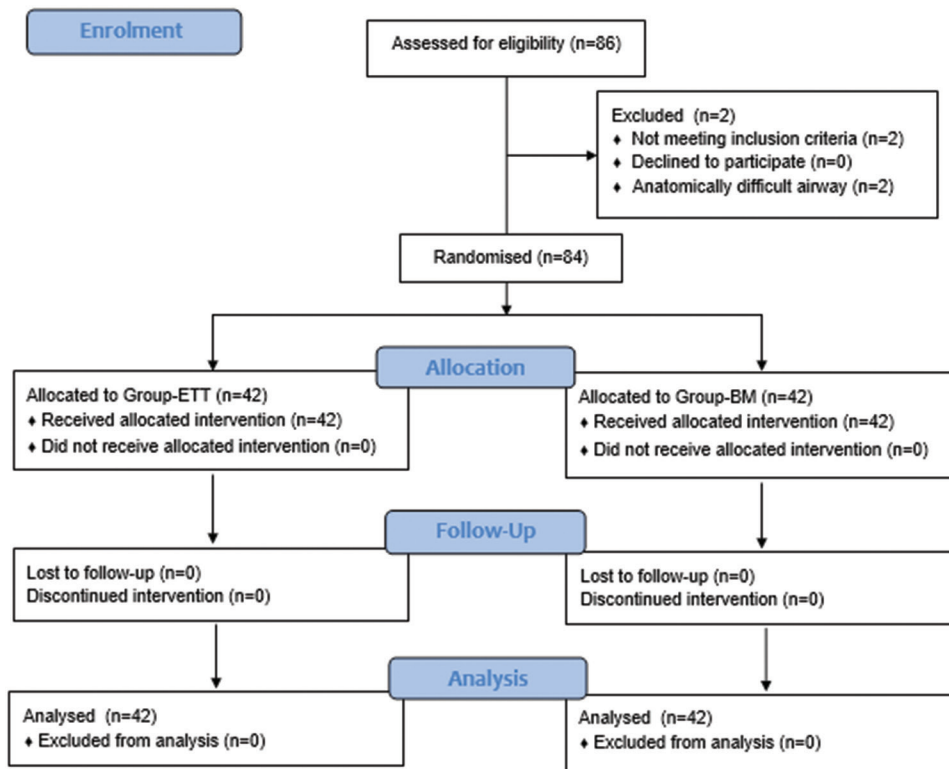 Enrolment
Assessed for eligibility (n=86)
Excluded (n=2)
♦ Not meeting inclusion criteria (n=2)
♦ Declined to participate (n=0)
♦ Anatomically difficult airway (n=2)
Randomised (n=84)
Allocation
Allocated to Group-ETT (n=42)
♦ Received allocated intervention (n=42)
♦ Did not receive allocated intervention (n=0)
Allocated to Group-BM (n=42)
♦ Received allocated intervention (n=42)
♦ Did not receive allocated intervention (n=0)
Follow-Up
Lost to follow-up (n=0)
Discontinued intervention (n=0)
Lost to follow-up (n=0)
Discontinued intervention (n=0)
Analysis
Analysed (n=42)
♦ Excluded from analysis (n=0)
Analysed (n=42)
♦ Excluded from analysis (n=0)